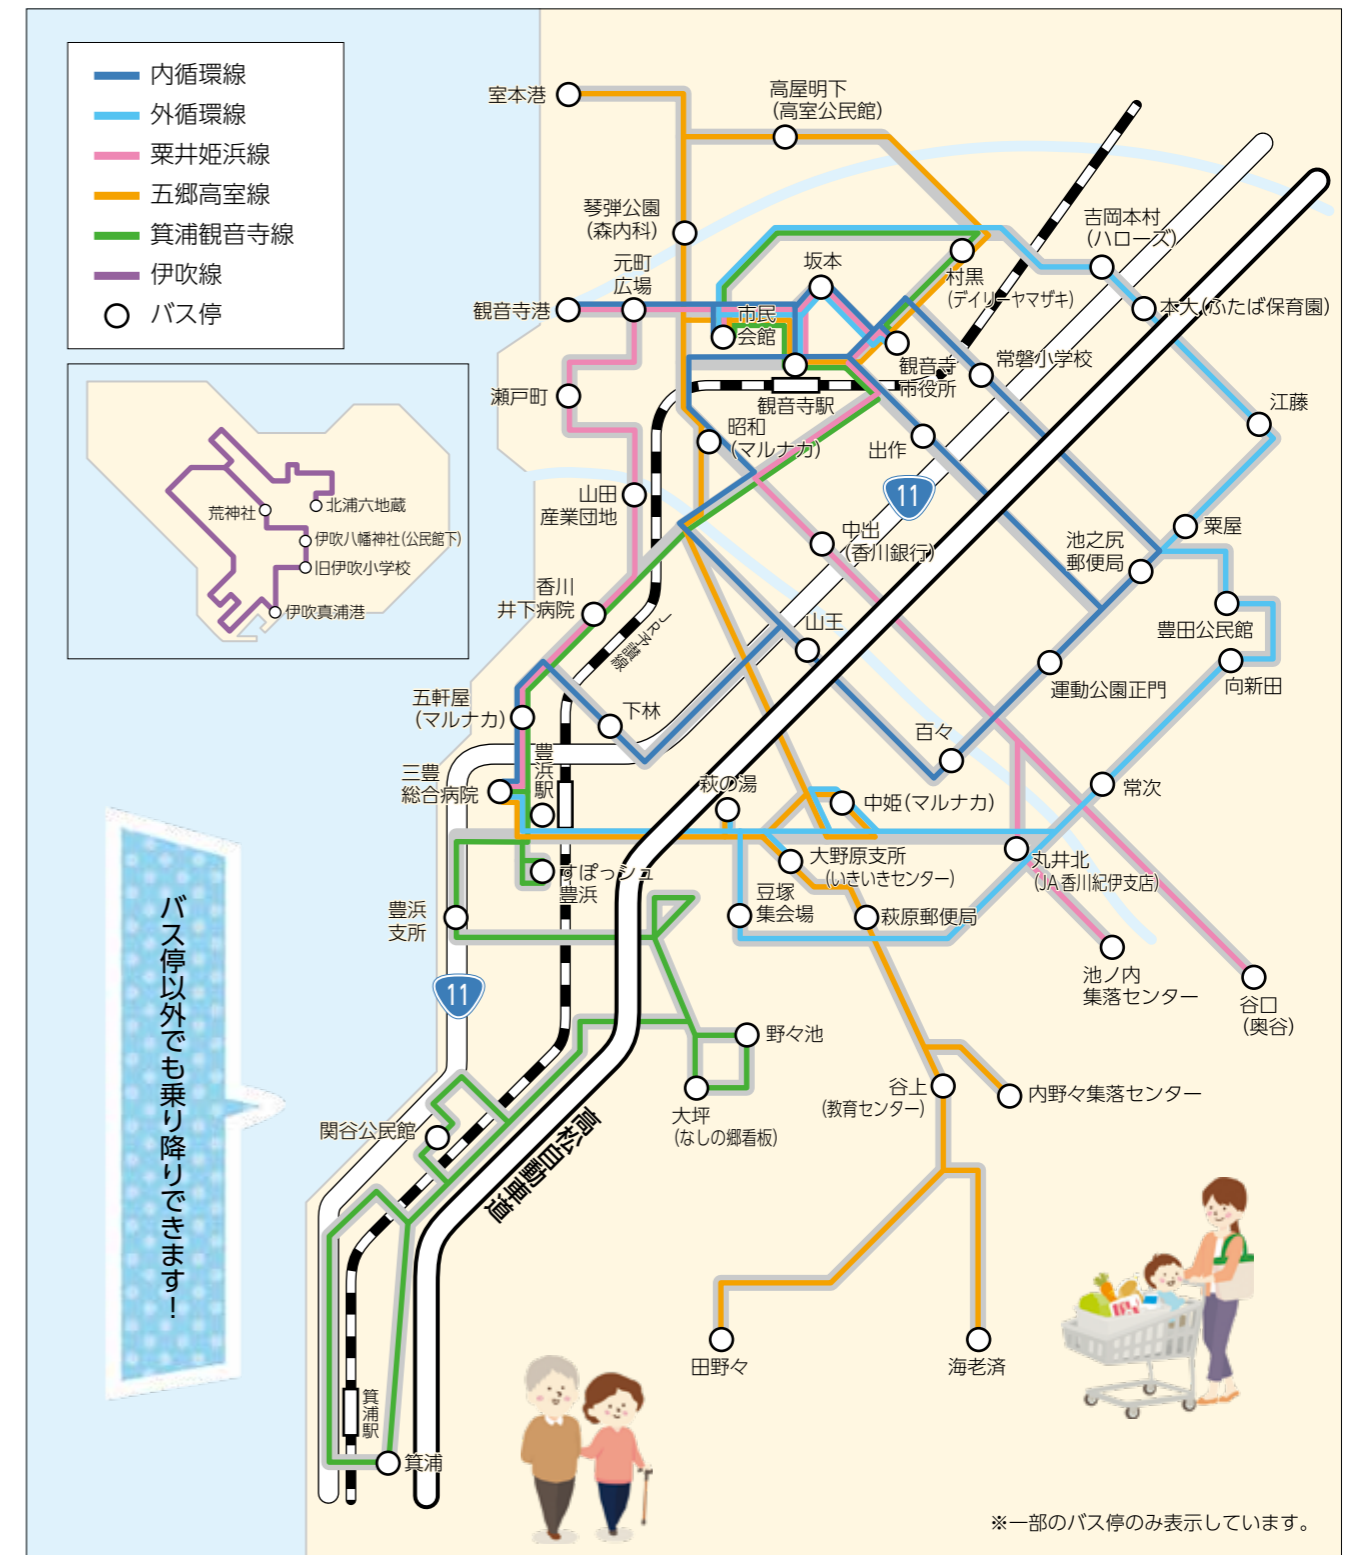 内循環線
外循環線
粟井姫浜線
五郷高室線
箕浦観音寺線
伊吹線
バス停
荒神社
北浦六地蔵
伊吹八幡神社(公民館下)
旧伊吹小学校
伊吹真浦港
室本港
高屋明下
(高室公民館)
琴弾公園
(森内科)
元町
広場
観音寺港
坂本
市民
会館
村黒
(デイリーヤマザキ)
吉岡本村
(ハローズ)
本大(ふたば保育園)
観音寺
市役所
常磐小学校
観音寺駅
瀬戸町
昭和
(マルナカ)
出作
江藤
11
山田
産業団地
中出
(香川銀行)
粟屋
池之尻
郵便局
香川
井下病院
JR予讃線
山王
豊田公民館
向新田
運動公園正門
五軒屋
(マルナカ)
下林
百々
豊浜駅
三豊
総合病院
萩の湯
中姫(マルナカ)
常次
大野原支所
(いきいきセンター)
丸井北
(JA香川紀伊支店)
すぽっシュ
豊浜
豆塚
集会場
萩原郵便局
豊浜
支所
池ノ内
集落センター
谷口
(奥谷)
11
野々池
谷上
(教育センター)
内野々集落センター
大坪
(なしの郷看板)
関谷公民館
高松自動車道
バス停以外でも乗り降りできます!
田野々
海老済
箕浦駅
箕浦
※一部のバス停のみ表示しています。